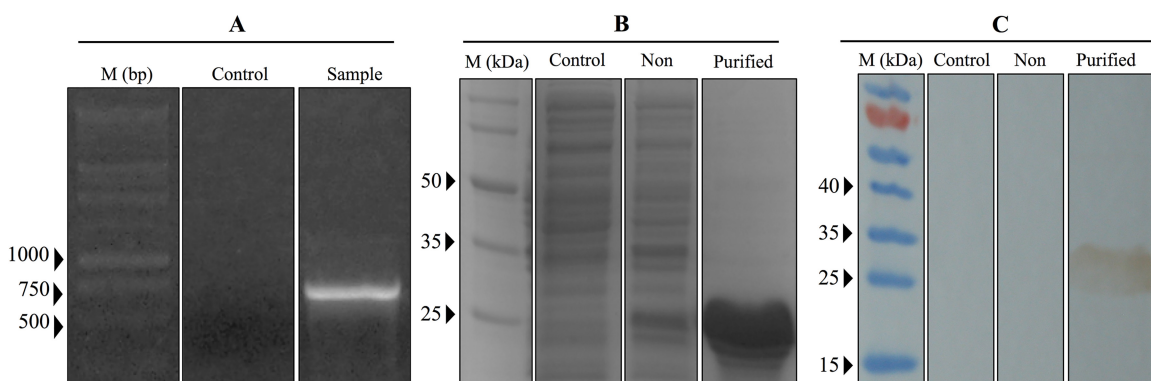 A
M (bp) Control Sample
1000
750
500
B
M (kDa) Control Non Purified
50
35
25
C
M (kDa) Control Non Purified
40
35
25
15